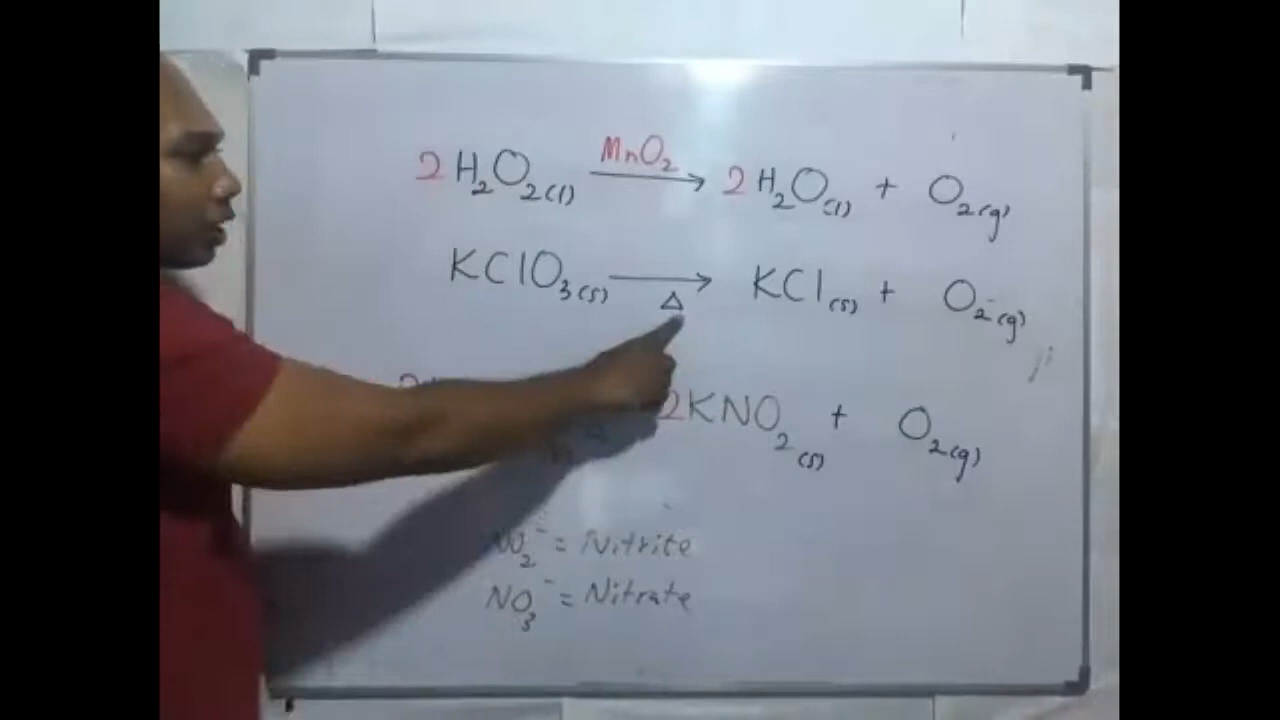 2H₂O₂(l) MnO₂ → 2H₂O(l) + O₂(g)
KClO₃(s) → Δ KCl(s) + O₂(g)
2KNO₂(s) + O₂(g)
NO₂⁻ = Nitrite
NO₃⁻ = Nitrate